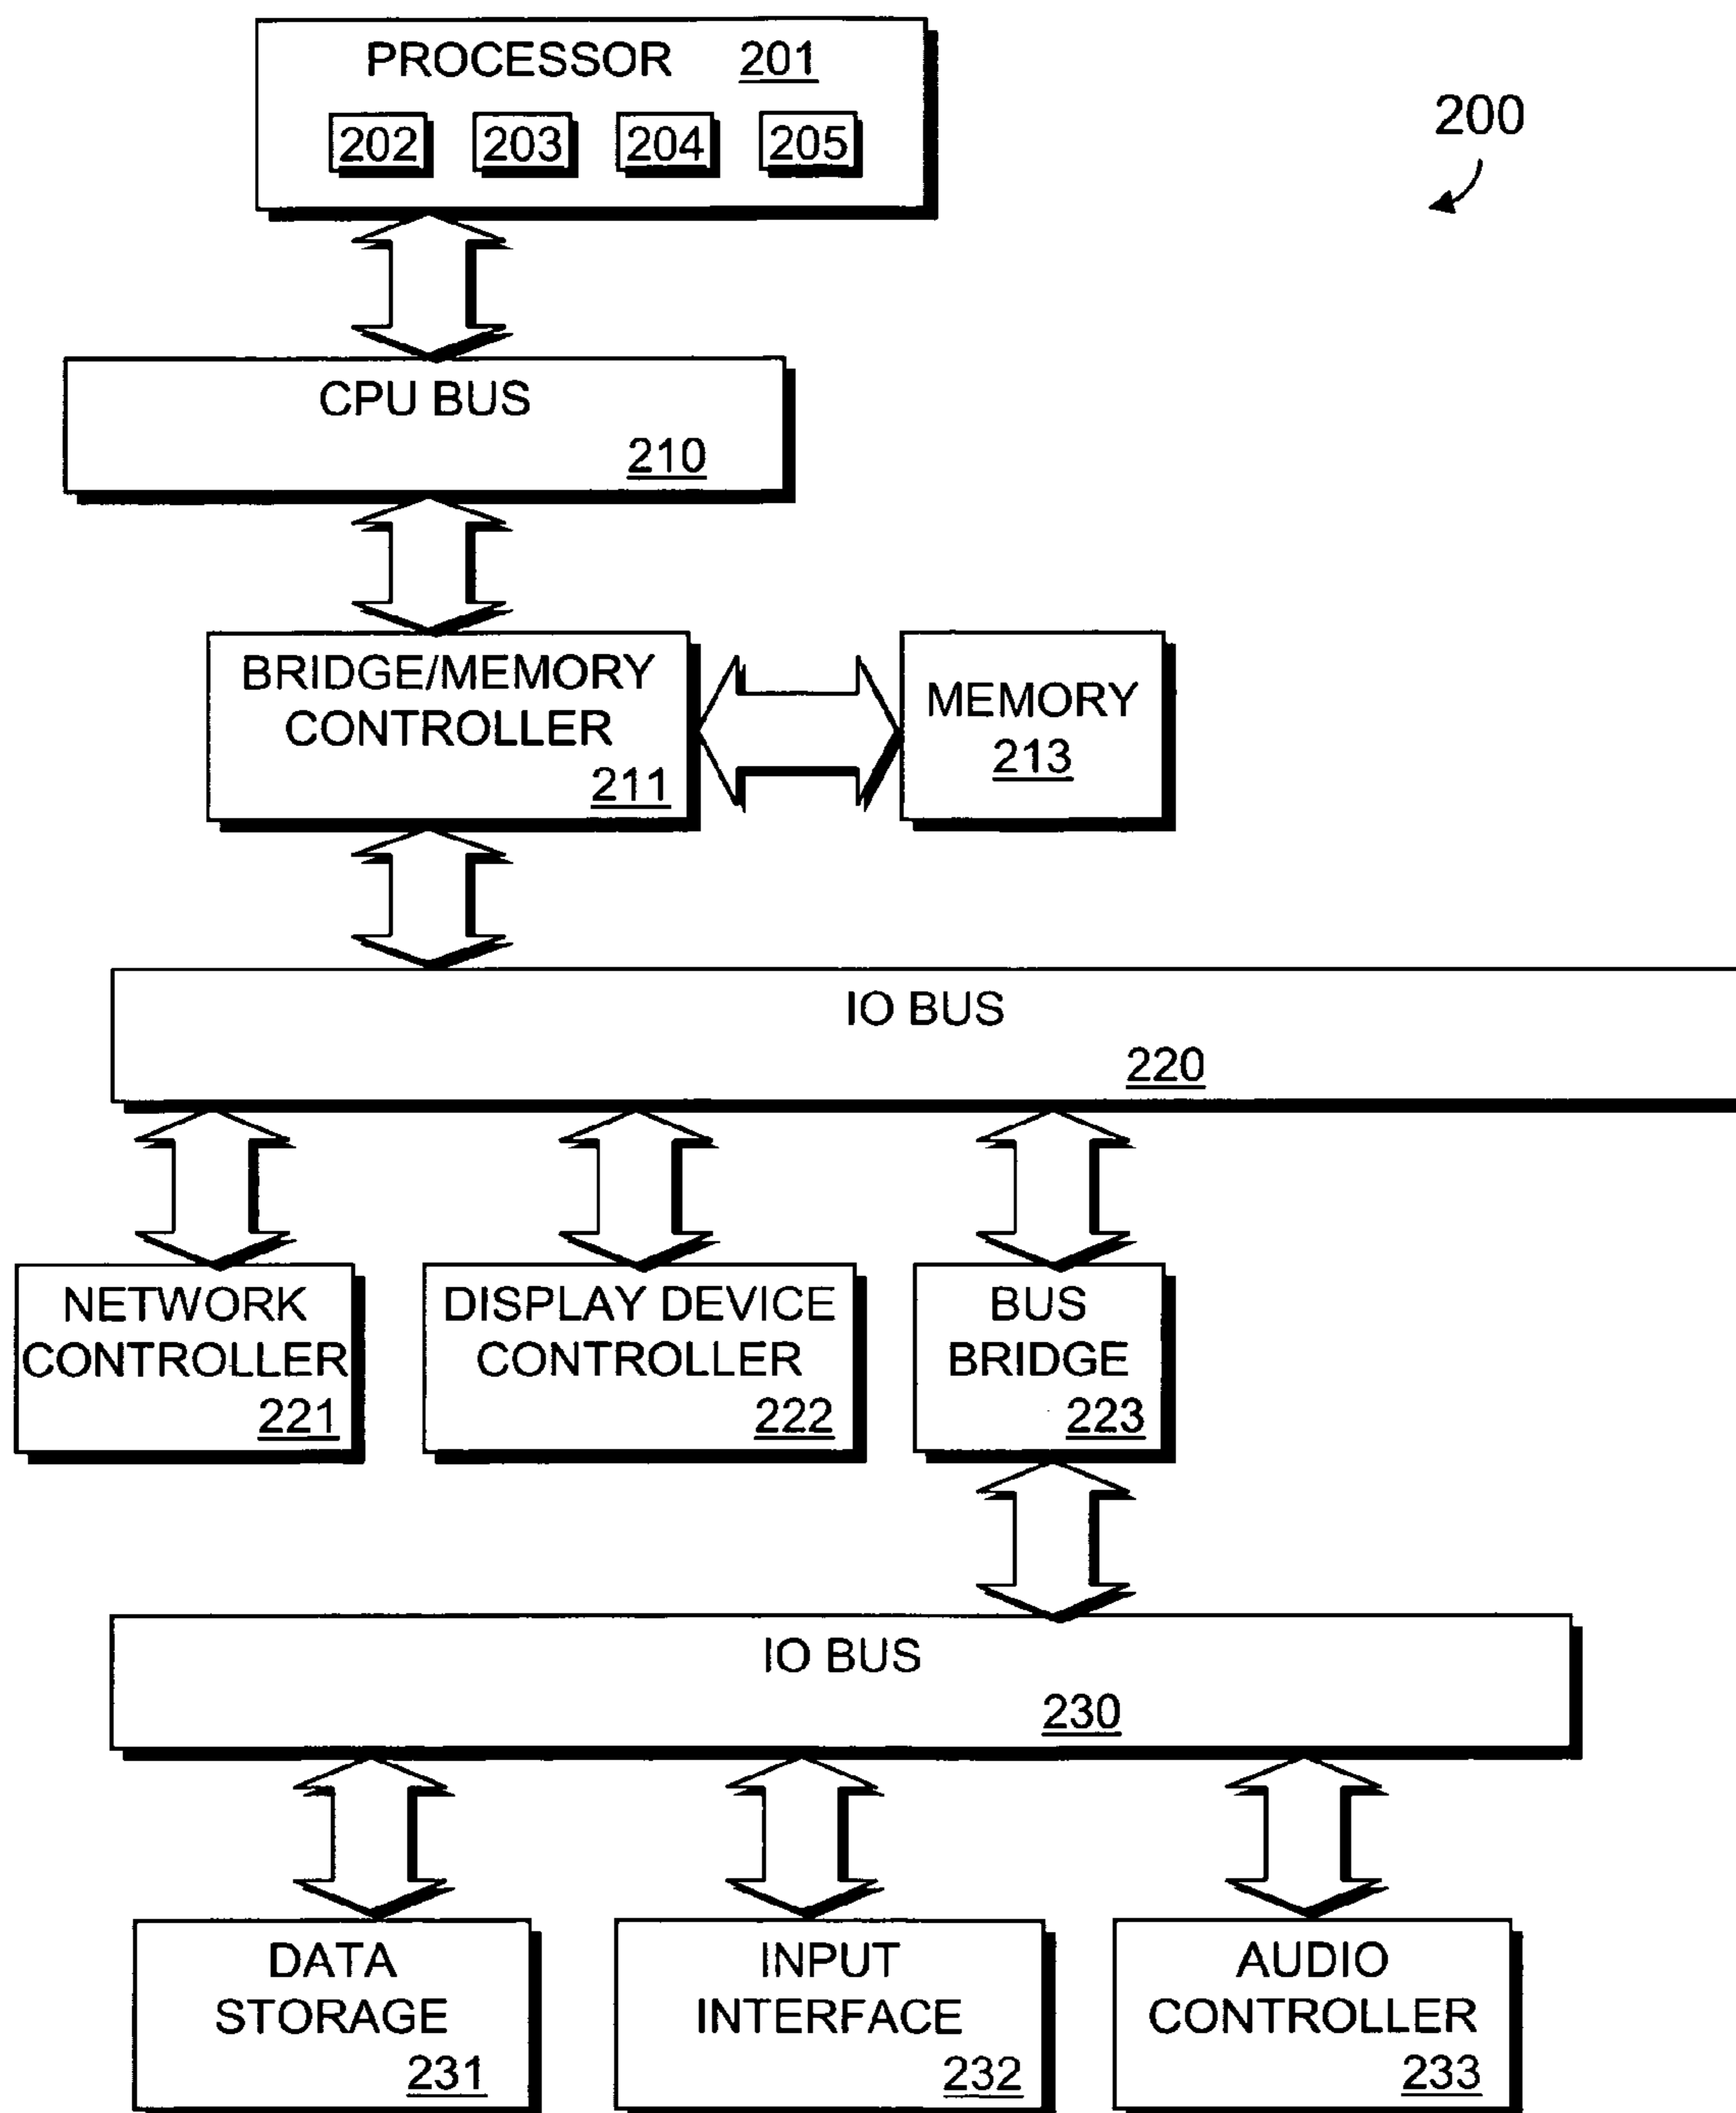 PROCESSOR 201
202 203 204 205
200
CPU BUS
210
BRIDGE/MEMORY
CONTROLLER
211
MEMORY
213
IO BUS
220
NETWORK
CONTROLLER
221
DISPLAY DEVICE
CONTROLLER
222
BUS
BRIDGE
223
IO BUS
230
DATA
STORAGE
231
INPUT
INTERFACE
232
AUDIO
CONTROLLER
233